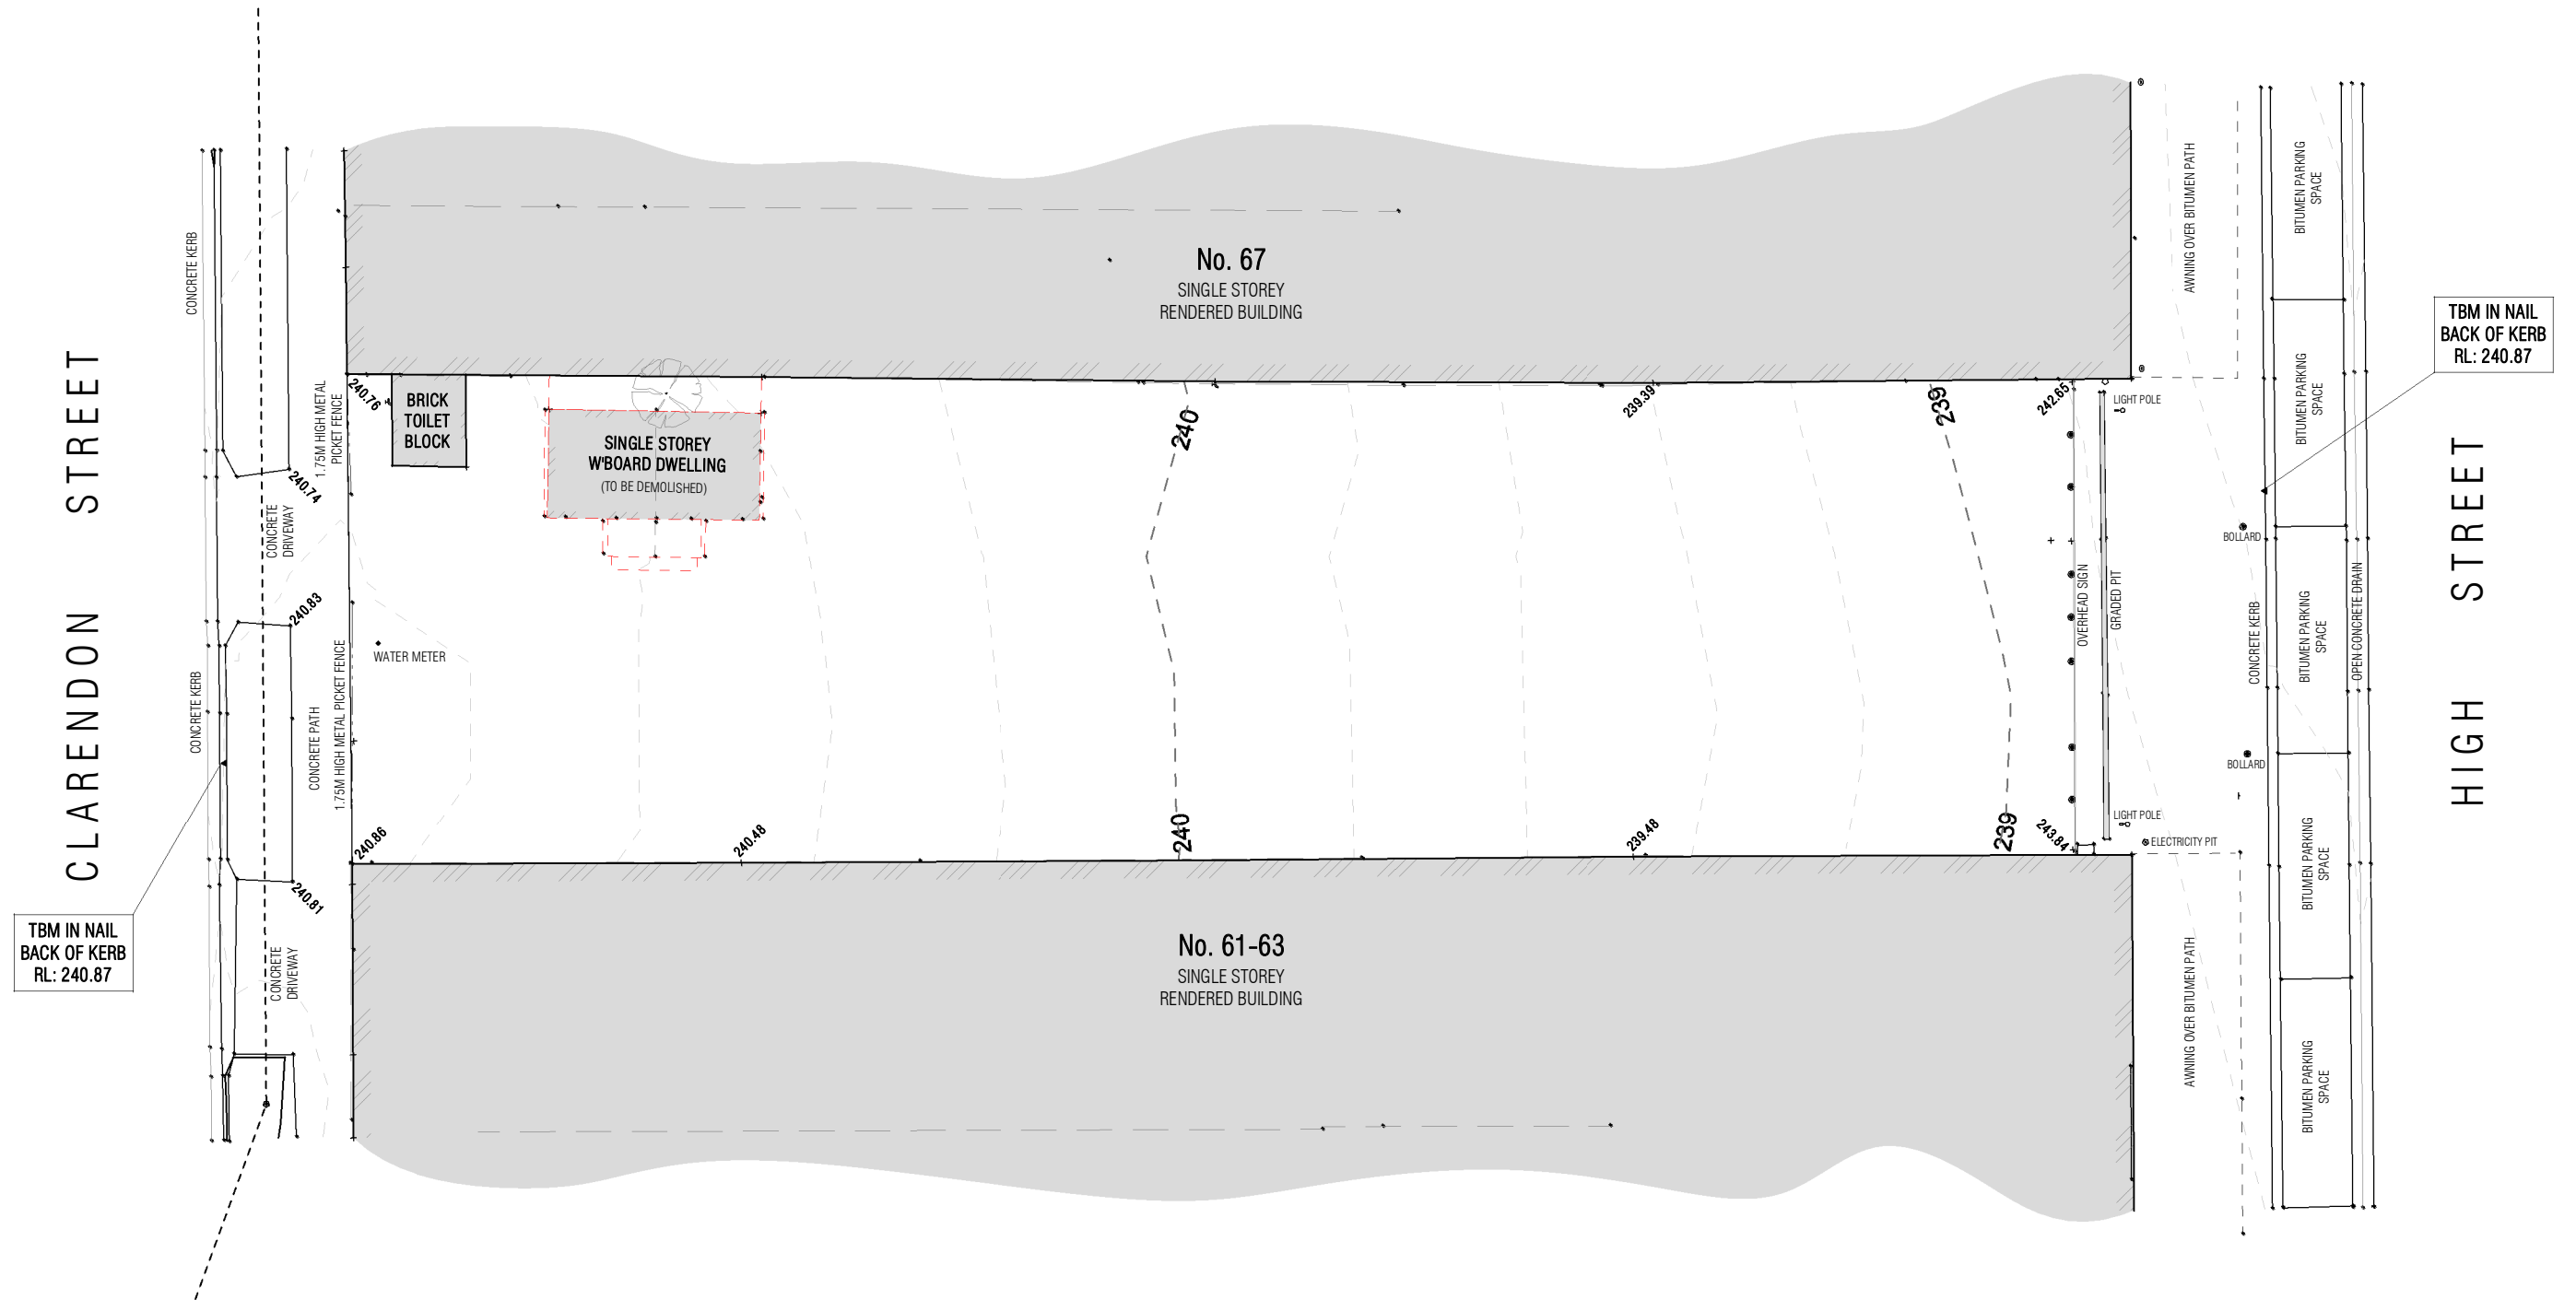 CLARENDON STREET
CONCRETE KERB
CONCRETE KERB
TBM IN NAIL
BACK OF KERB
RL: 240.87
CONCRETE
DRIVEWAY
CONCRETE
DRIVEWAY
CONCRETE PATH
1.75M HIGH METAL
PICKET FENCE
1.75M HIGH METAL PICKET FENCE
240.76
240.74
240.83
240.86
240.81
WATER METER
BRICK
TOILET
BLOCK
SINGLE STOREY
W'BOARD DWELLING
(TO BE DEMOLISHED)
No. 67
SINGLE STOREY
RENDERED BUILDING
240
239.39
239
242.65
240.48
240
239.48
239
243.84
No. 61-63
SINGLE STOREY
RENDERED BUILDING
LIGHT POLE
OVERHEAD SIGN
GRADED PIT
LIGHT POLE
ELECTRICITY PIT
AWNING OVER BITUMEN PATH
AWNING OVER BITUMEN PATH
BOLLARD
BOLLARD
CONCRETE KERB
BITUMEN PARKING
SPACE
BITUMEN PARKING
SPACE
BITUMEN PARKING
SPACE
BITUMEN PARKING
SPACE
BITUMEN PARKING
SPACE
OPEN CONCRETE DRAIN
TBM IN NAIL
BACK OF KERB
RL: 240.87
HIGH STREET